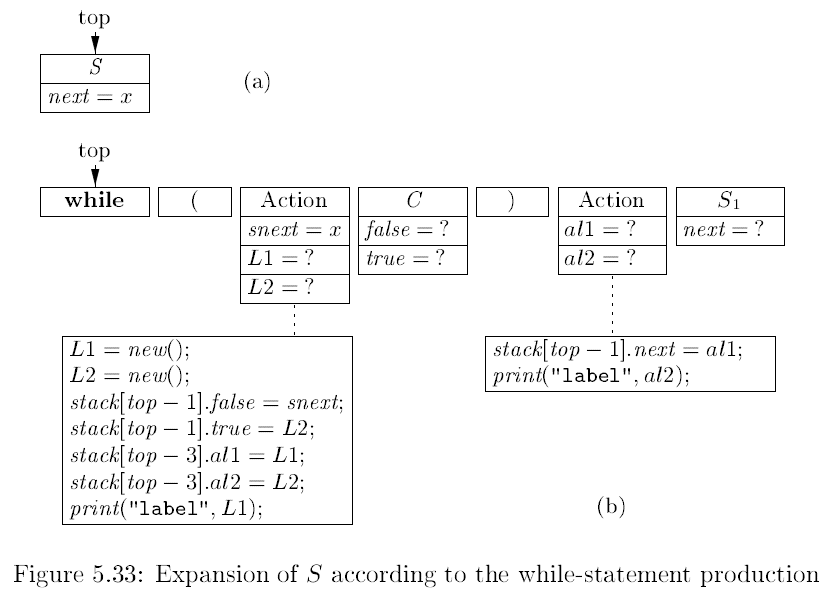 top
S
next = x
(a)
top
while ( Action C ) Action S₁
snext = x false = ? al1 = ? next = ?
L1 = ? true = ? al2 = ?
L2 = ?
L1 = new();
L2 = new();
stack[top − 1].false = snext;
stack[top − 1].true = L2;
stack[top − 3].al1 = L1;
stack[top − 3].al2 = L2;
print("label", L1);
stack[top − 1].next = al1;
print("label", al2);
(b)
Figure 5.33: Expansion of S according to the while-statement production